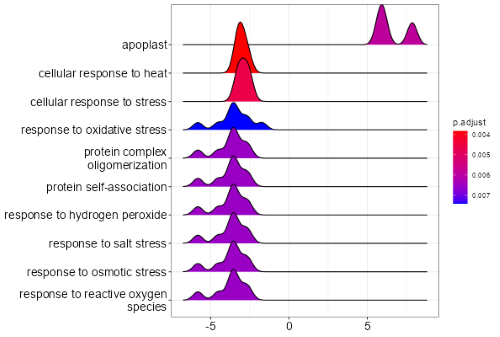 apoplast
cellular response to heat
cellular response to stress
response to oxidative stress
protein complex
oligomerization
protein self-association
response to hydrogen peroxide
response to salt stress
response to osmotic stress
response to reactive oxygen
species
-5 0 5
p.adjust
0.004
0.005
0.006
0.007